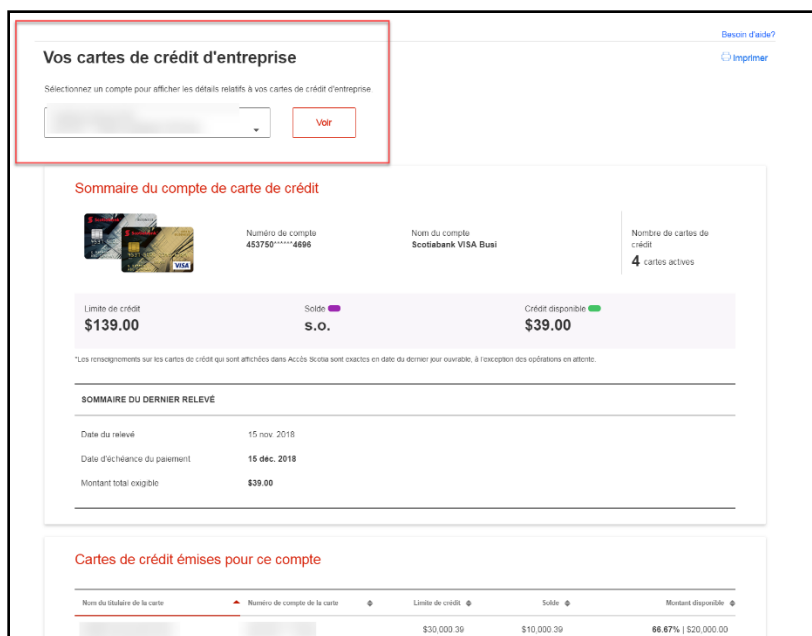 Besoin d'aide?
Vos cartes de crédit d'entreprise
Imprimer
Sélectionnez un compte pour afficher les détails relatifs à vos cartes de crédit d'entreprise
Voir
Sommaire du compte de carte de crédit
Numéro de compte
453750******4696
Nom du compte
Scotiabank VISA Busi
Nombre de cartes de
crédit
4 cartes actives
VISA
Limite de crédit
$139.00
Solde
s.o.
Crédit disponible
$39.00
*Les renseignements sur les cartes de crédit qui sont affichées dans Accès Scotia sont exactes en date du dernier jour ouvrable, à l'exception des opérations en attente.
SOMMAIRE DU DERNIER RELEVÉ
Date du relevé 15 nov. 2018
Date d'échéance du paiement 15 déc. 2018
Montant total exigible $39.00
Cartes de crédit émises pour ce compte
Nom du titulaire de la carte Numéro de compte de la carte Limite de crédit Solde Montant disponible
$30,000.39 $10,000.39 66.67% | $20,000.00